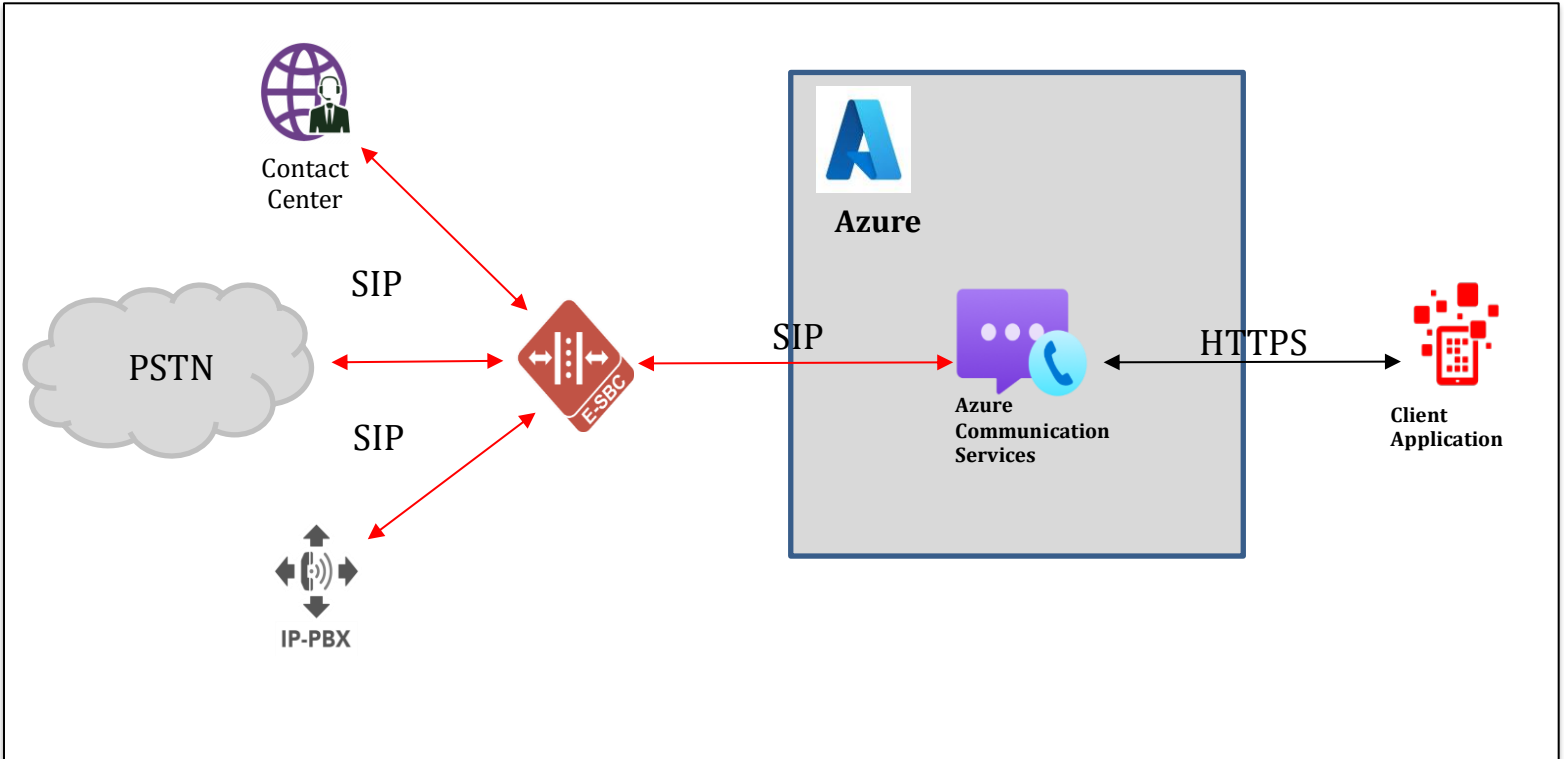 Contact
Center
SIP
PSTN
SIP
E-SBC
IP-PBX
Azure
SIP
Azure
Communication
Services
HTTPS
Client
Application